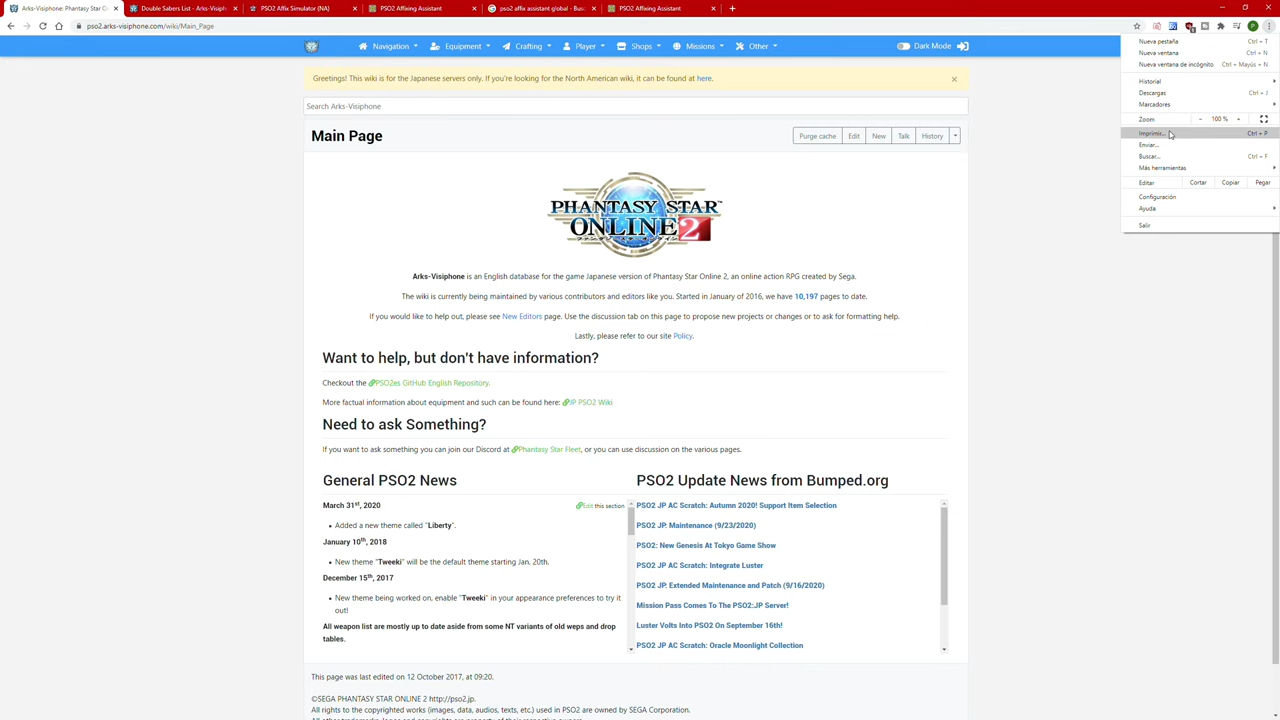 Arks-Visiphone: Phantasy Star O
Double Sabers List - Arks-Visiph
PSO2 Affix Simulator (NA)
PSO2 Affixing Assistant
pso2 affix assistant global - Bus
PSO2 Affixing Assistant
pso2.arks-visiphone.com/wiki/Main_Page
Navigation Equipment Crafting Player Shops Missions Other Dark Mode
Greetings! This wiki is for the Japanese servers only. If you're looking for the North American wiki, it can be found at here.
Search Arks-Visiphone
Main Page
Purge cache Edit New Talk History
PHANTASY STAR
ONLINE 2
Arks-Visiphone is an English database for the game Japanese version of Phantasy Star Online 2, an online action RPG created by Sega.
The wiki is currently being maintained by various contributors and editors like you. Started in January of 2016, we have 10,197 pages to date.
If you would like to help out, please see New Editors page. Use the discussion tab on this page to propose new projects or changes or to ask for formatting help.
Lastly, please refer to our site Policy.
Want to help, but don't have information?
Checkout the PSO2es GitHub English Repository.
More factual information about equipment and such can be found here: JP PSO2 Wiki
Need to ask Something?
If you want to ask something you can join our Discord at Phantasy Star Fleet, or you can use discussion on the various pages.
General PSO2 News
March 31st, 2020 Edit this section
Added a new theme called "Liberty".
January 10th, 2018
New theme "Tweeki" will be the default theme starting Jan. 20th.
December 15th, 2017
New theme being worked on, enable "Tweeki" in your appearance preferences to try it
out!
All weapon list are mostly up to date aside from some NT variants of old weps and drop
tables.
PSO2 Update News from Bumped.org
PSO2 JP AC Scratch: Autumn 2020! Support Item Selection
PSO2 JP: Maintenance (9/23/2020)
PSO2: New Genesis At Tokyo Game Show
PSO2 JP AC Scratch: Integrate Luster
PSO2 JP: Extended Maintenance and Patch (9/16/2020)
Mission Pass Comes To The PSO2:JP Server!
Luster Volts Into PSO2 On September 16th!
PSO2 JP AC Scratch: Oracle Moonlight Collection
This page was last edited on 12 October 2017, at 09:20.
©SEGA PHANTASY STAR ONLINE 2 http://pso2.jp.
All rights to the copyrighted works (images, data, audios, texts, etc.) used in PSO2 are owned by SEGA Corporation.
Nueva pestaña Ctrl + T
Nueva ventana Ctrl + N
Nueva ventana de incógnito Ctrl + Mayús + N
Historial
Descargas Ctrl + J
Marcadores
Zoom - 100 % +
Imprimir... Ctrl + P
Enviar...
Buscar... Ctrl + F
Más herramientas
Editar Cortar Copiar Pegar
Configuración
Ayuda
Salir